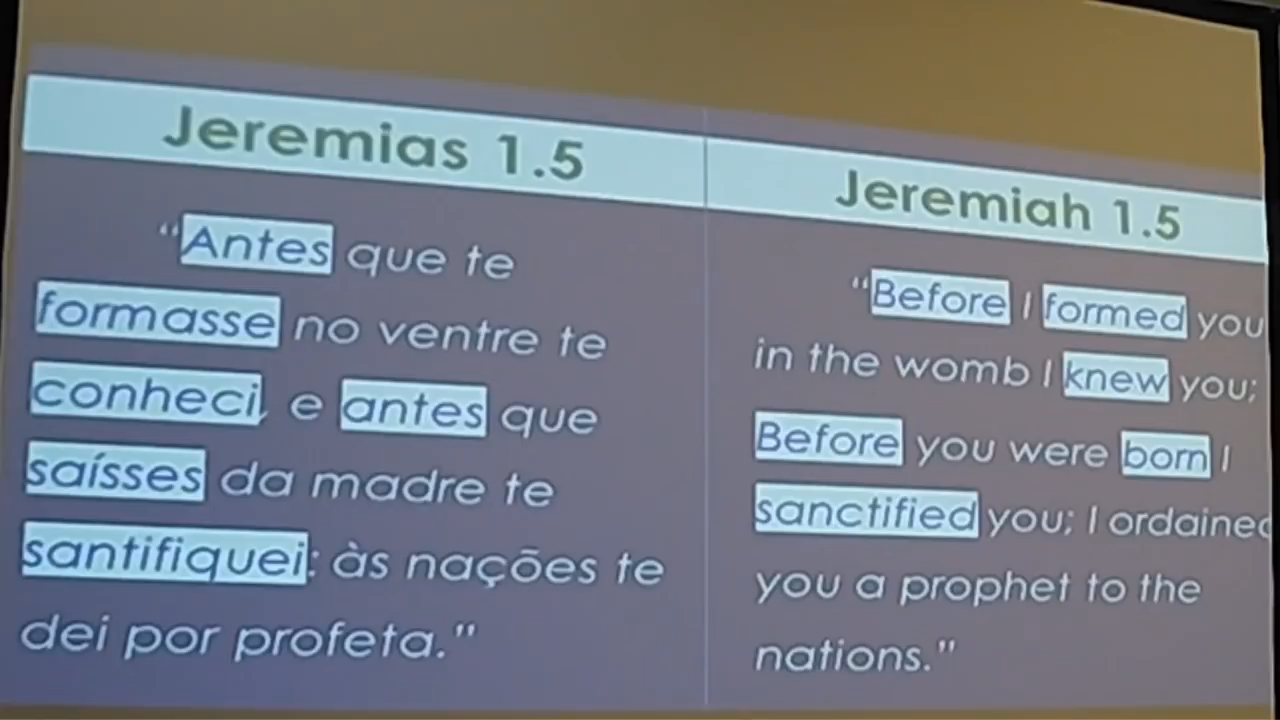 Jeremias 1.5
"Antes que te
formasse no ventre te
conheci, e antes que
saísses da madre te
santifiquei: às nações te
dei por profeta."
Jeremiah 1.5
"Before I formed you
in the womb I knew you;
Before you were born I
sanctified you; I ordained
you a prophet to the
nations."